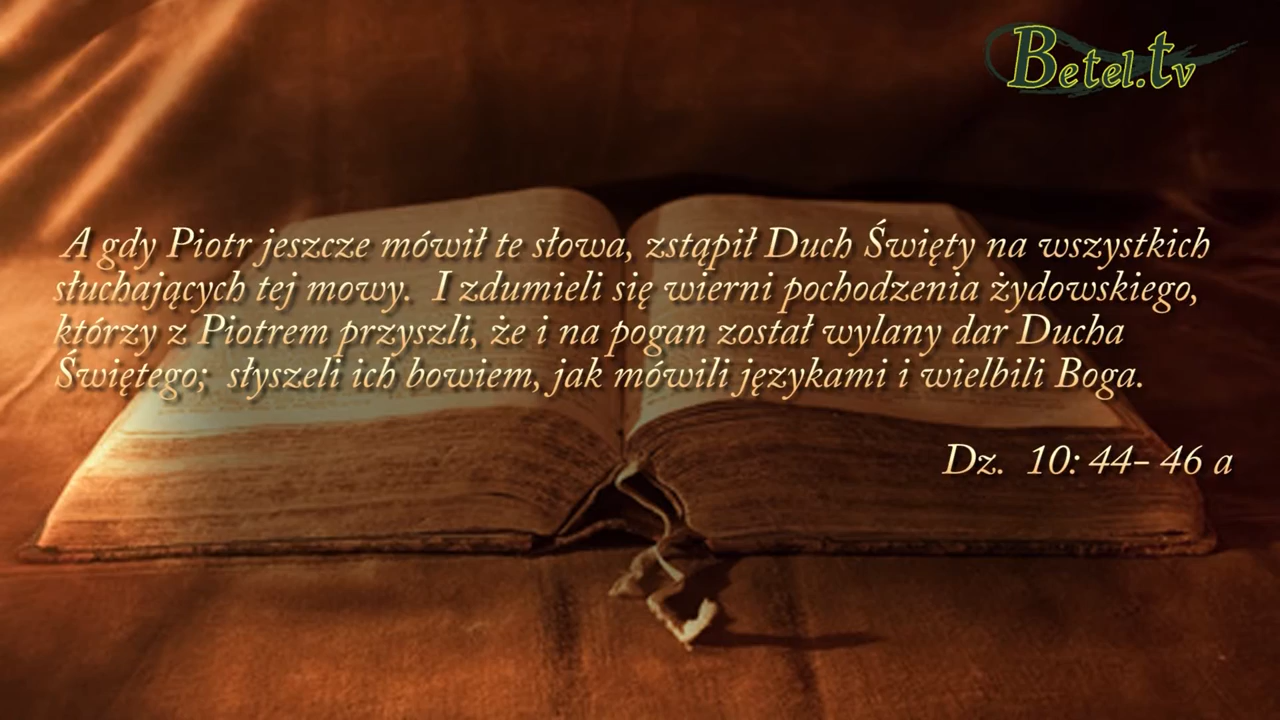 Betel.tv
A gdy Piotr jeszcze mówił te słowa, zstąpił Duch Święty na wszystkich
słuchających tej mowy. I zdumieli się wierni pochodzenia żydowskiego,
którzy z Piotrem przyszli, że i na pogan został wylany dar Ducha
Świętego; słyszeli ich bowiem, jak mówili językami i wielbili Boga.
Dz. 10: 44- 46 a